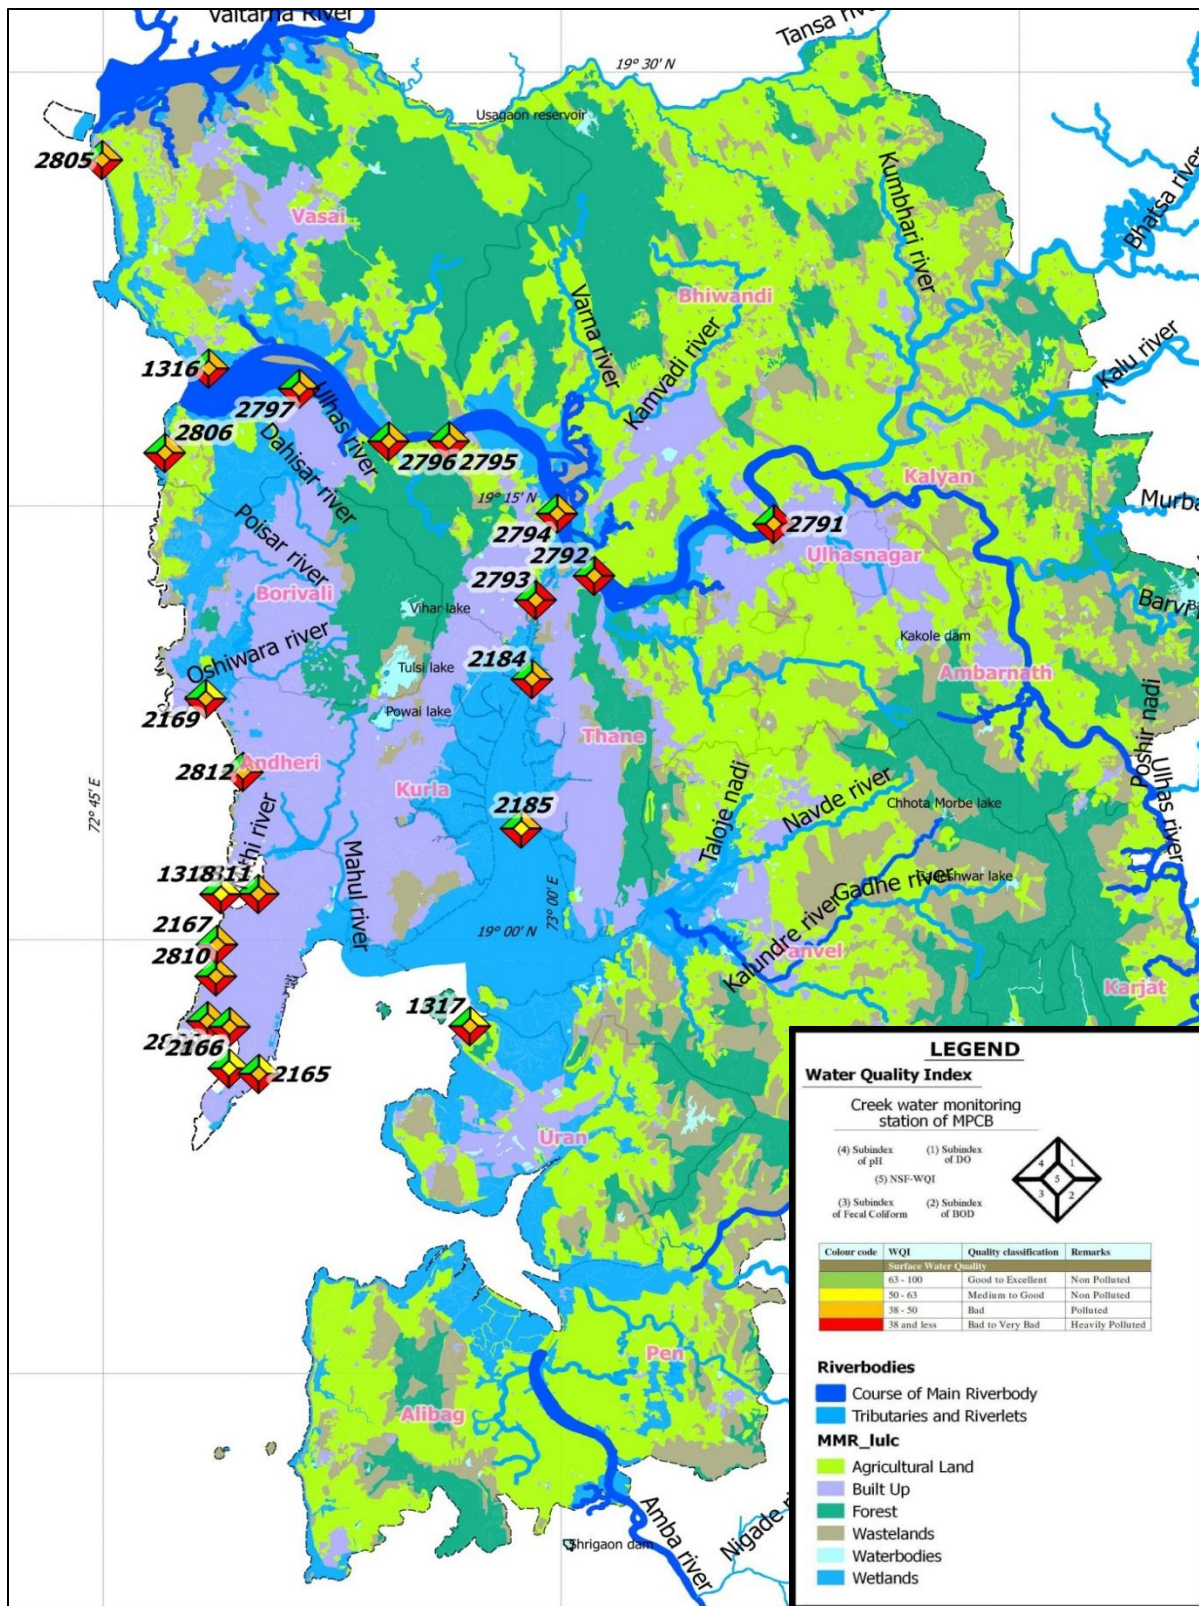 Vaitarna River
Tansa river
19° 30' N
Usagaon reservoir
2805
Kumbhari river
Bhatsa river
Vasai
Varna river
Bhiwandi
Kamvadi river
1316
2797
Ulhas river
Kalu river
2806
Dahisar river
2796
2795
19° 15' N
Kalyan
Poisar river
2794
2791
Ulhasnagar
2792
2793
Borivali
Vihar lake
Barvi
Kakole dam
Oshiwara river
Tulsi lake
2184
Ambarnath
2169
Powai lake
Thane
Poshir nadi
2812
Andheri
Kurla
72° 45' E
2185
Taloje nadi
Navde river
Chhota Morbe lake
Ulhas river
1318
Mahul river
73° 00' E
Gadhe river
2167
19° 00' N
2810
Kalundre river
Karjat
1317
2166
2165
Uran
Pen
Alibag
Amba river
Shrigaon dam
LEGEND
Water Quality Index
Creek water monitoring
station of MPCB
(4) Subindex
of pH
(1) Subindex
of DO
(5) NSF-WQI
(3) Subindex
of Fecal Coliform
(2) Subindex
of BOD
4 1
5
3 2
Colour code WQI Quality classification Remarks
Surface Water Quality
63 - 100 Good to Excellent Non Polluted
50 - 63 Medium to Good Non Polluted
38 - 50 Bad Polluted
38 and less Bad to Very Bad Heavily Polluted
Riverbodies
Course of Main Riverbody
Tributaries and Riverlets
MMR_lulc
Agricultural Land
Built Up
Forest
Wastelands
Waterbodies
Wetlands